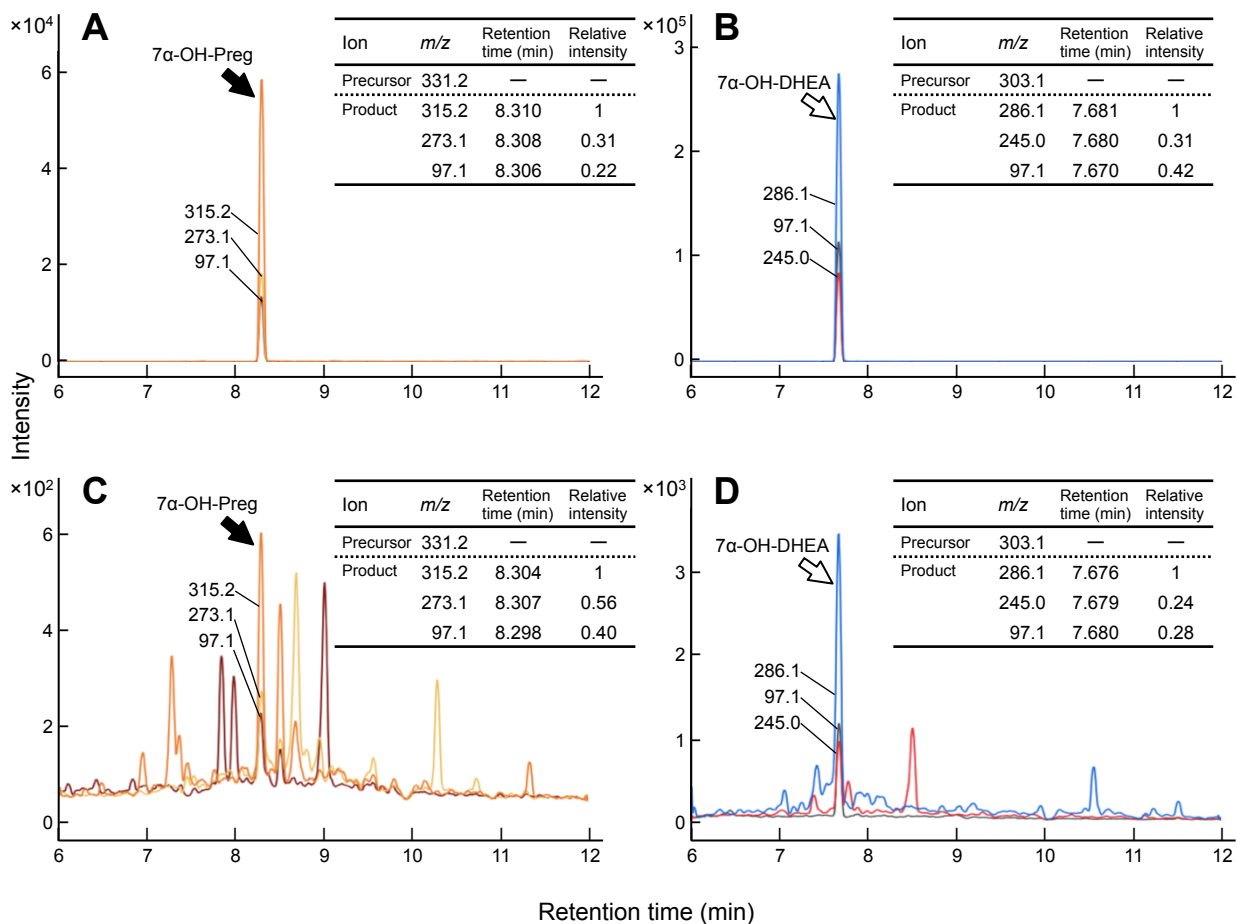 ×10⁴
A
7α-OH-Preg
Ion m/z Retention time (min) Relative intensity
Precursor 331.2 — —
Product 315.2 8.310 1
273.1 8.308 0.31
97.1 8.306 0.22
6
4
2
0
315.2
273.1
97.1
6 7 8 9 10 11 12
×10⁵
B
7α-OH-DHEA
Ion m/z Retention time (min) Relative intensity
Precursor 303.1 — —
Product 286.1 7.681 1
245.0 7.680 0.31
97.1 7.670 0.42
3
2
1
0
286.1
97.1
245.0
6 7 8 9 10 11 12
Intensity
×10²
C
7α-OH-Preg
Ion m/z Retention time (min) Relative intensity
Precursor 331.2 — —
Product 315.2 8.304 1
273.1 8.307 0.56
97.1 8.298 0.40
6
4
2
0
315.2
273.1
97.1
6 7 8 9 10 11 12
×10³
D
7α-OH-DHEA
Ion m/z Retention time (min) Relative intensity
Precursor 303.1 — —
Product 286.1 7.676 1
245.0 7.679 0.24
97.1 7.680 0.28
3
2
1
0
286.1
97.1
245.0
6 7 8 9 10 11 12
Retention time (min)